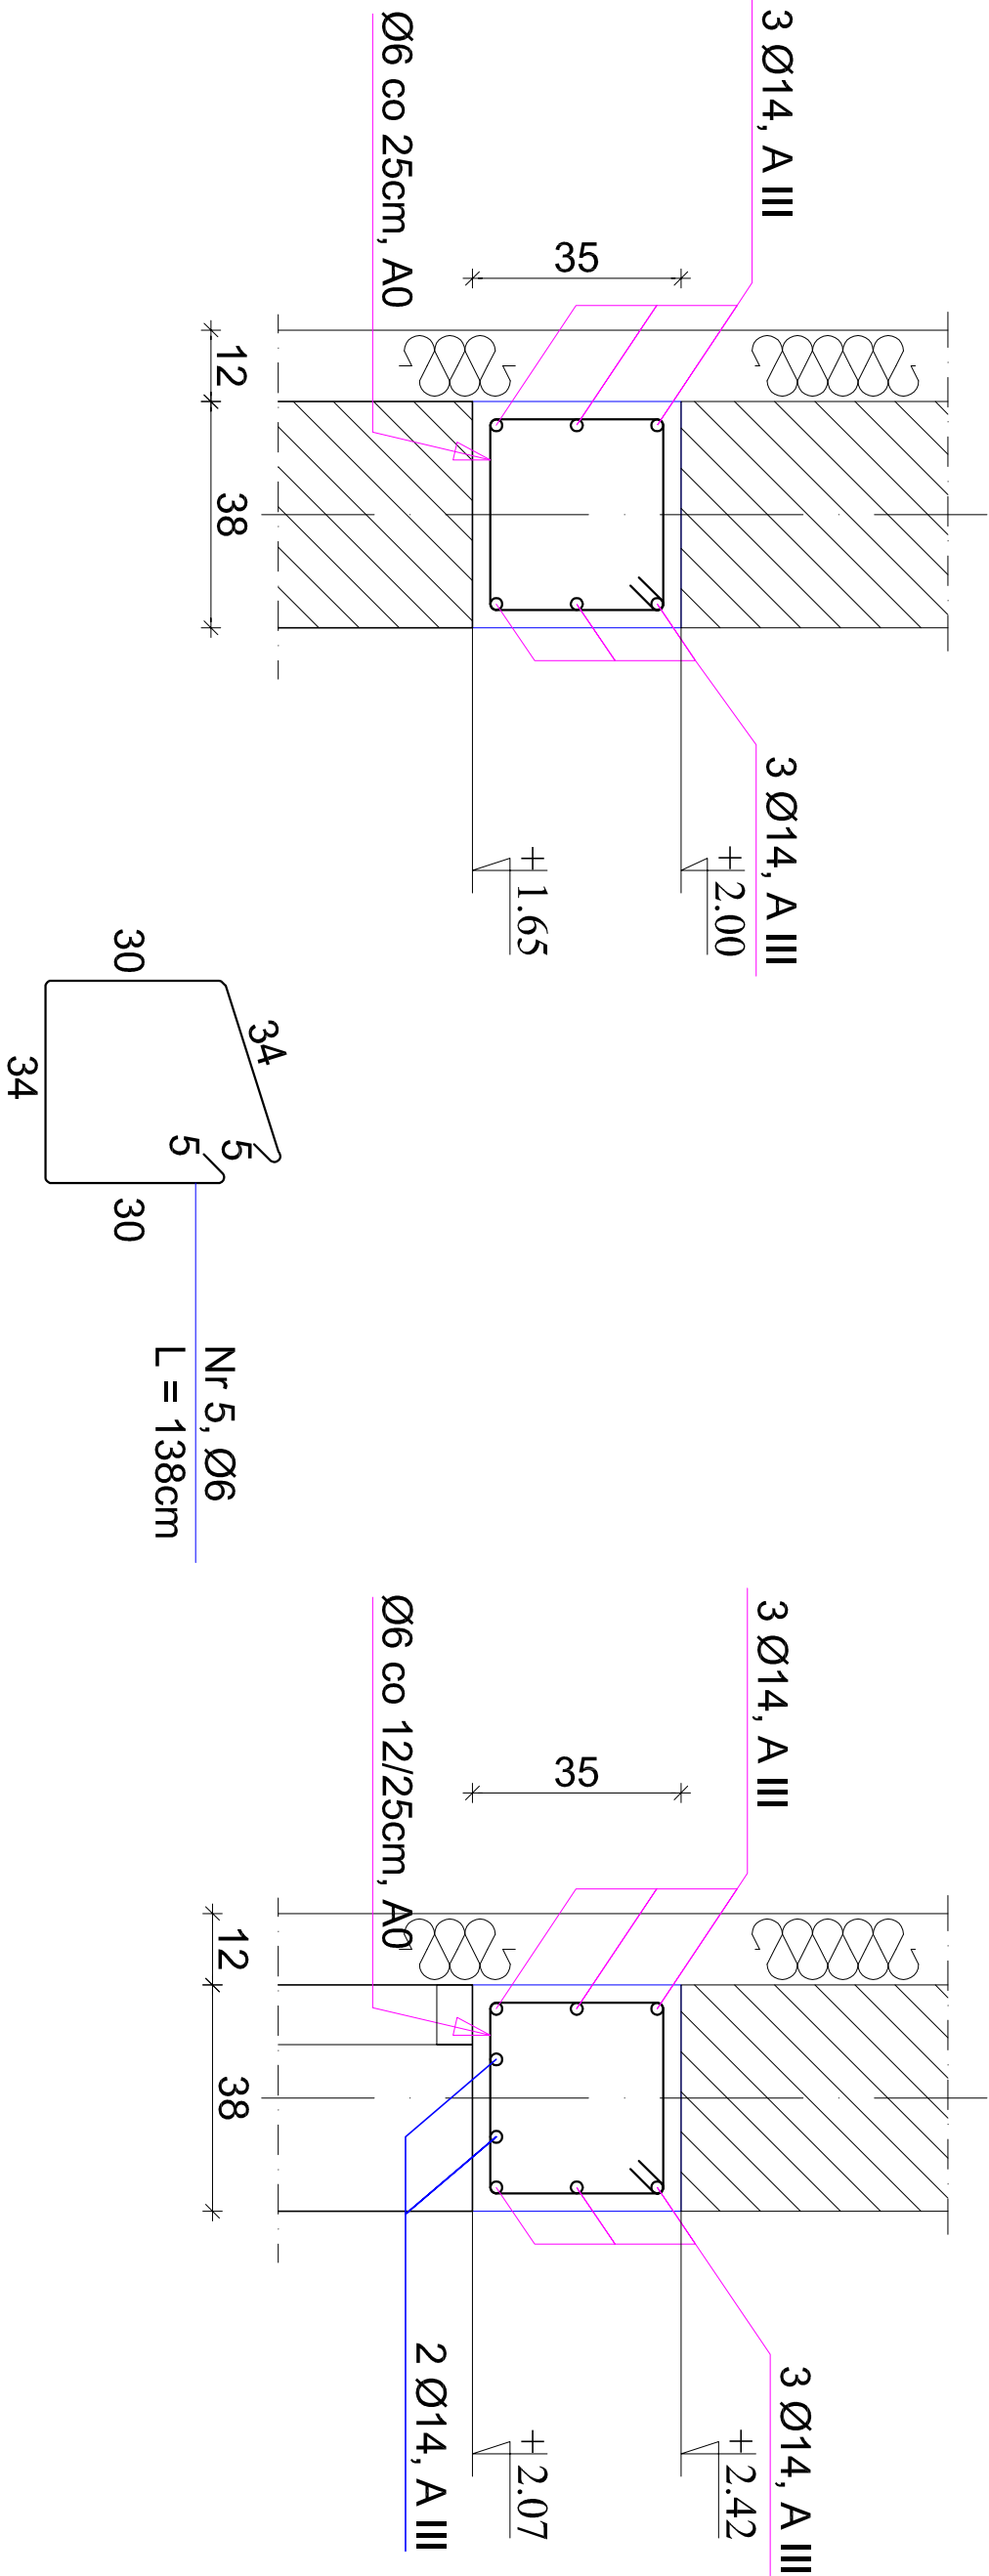 3 Ø14, A III
Ø6 co 25cm, A0
35
12
38
3 Ø14, A III
+ 2.00
+ 1.65
30
34
34
5
5
30
Nr 5, Ø6
L = 138cm
3 Ø14, A III
Ø6 co 12/25cm, A0
35
12
38
3 Ø14, A III
+ 2.42
+ 2.07
2 Ø14, A III